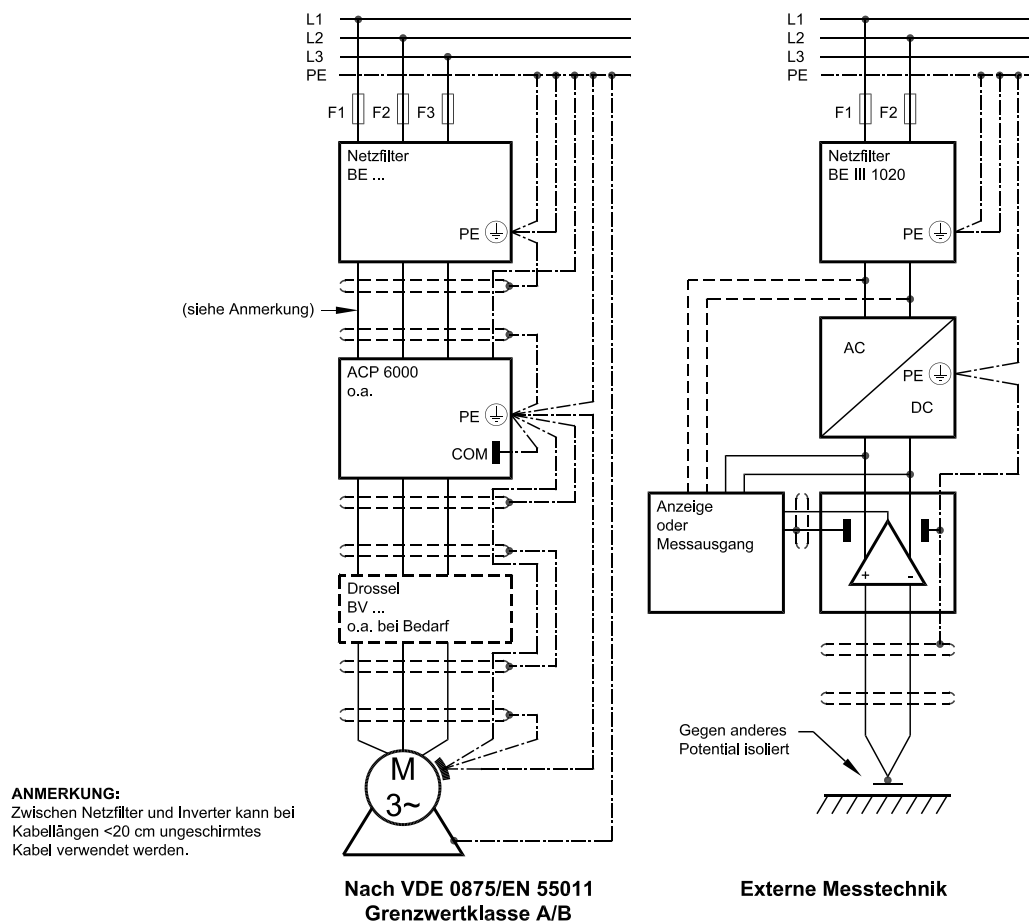 L1
L2
L3
PE
F1
F2
F3
Netzfilter
BE ...
PE
(siehe Anmerkung)
ACP 6000
o.a.
PE
COM
Drossel
BV ...
o.a. bei Bedarf
M
3~
ANMERKUNG:
Zwischen Netzfilter und Inverter kann bei
Kabellängen <20 cm ungeschirmtes
Kabel verwendet werden.
Nach VDE 0875/EN 55011
Grenzwertklasse A/B
L1
L2
L3
PE
F1
F2
Netzfilter
BE III 1020
PE
AC
PE
DC
Anzeige
oder
Messausgang
+
-
Gegen anderes
Potential isoliert
Externe Messtechnik